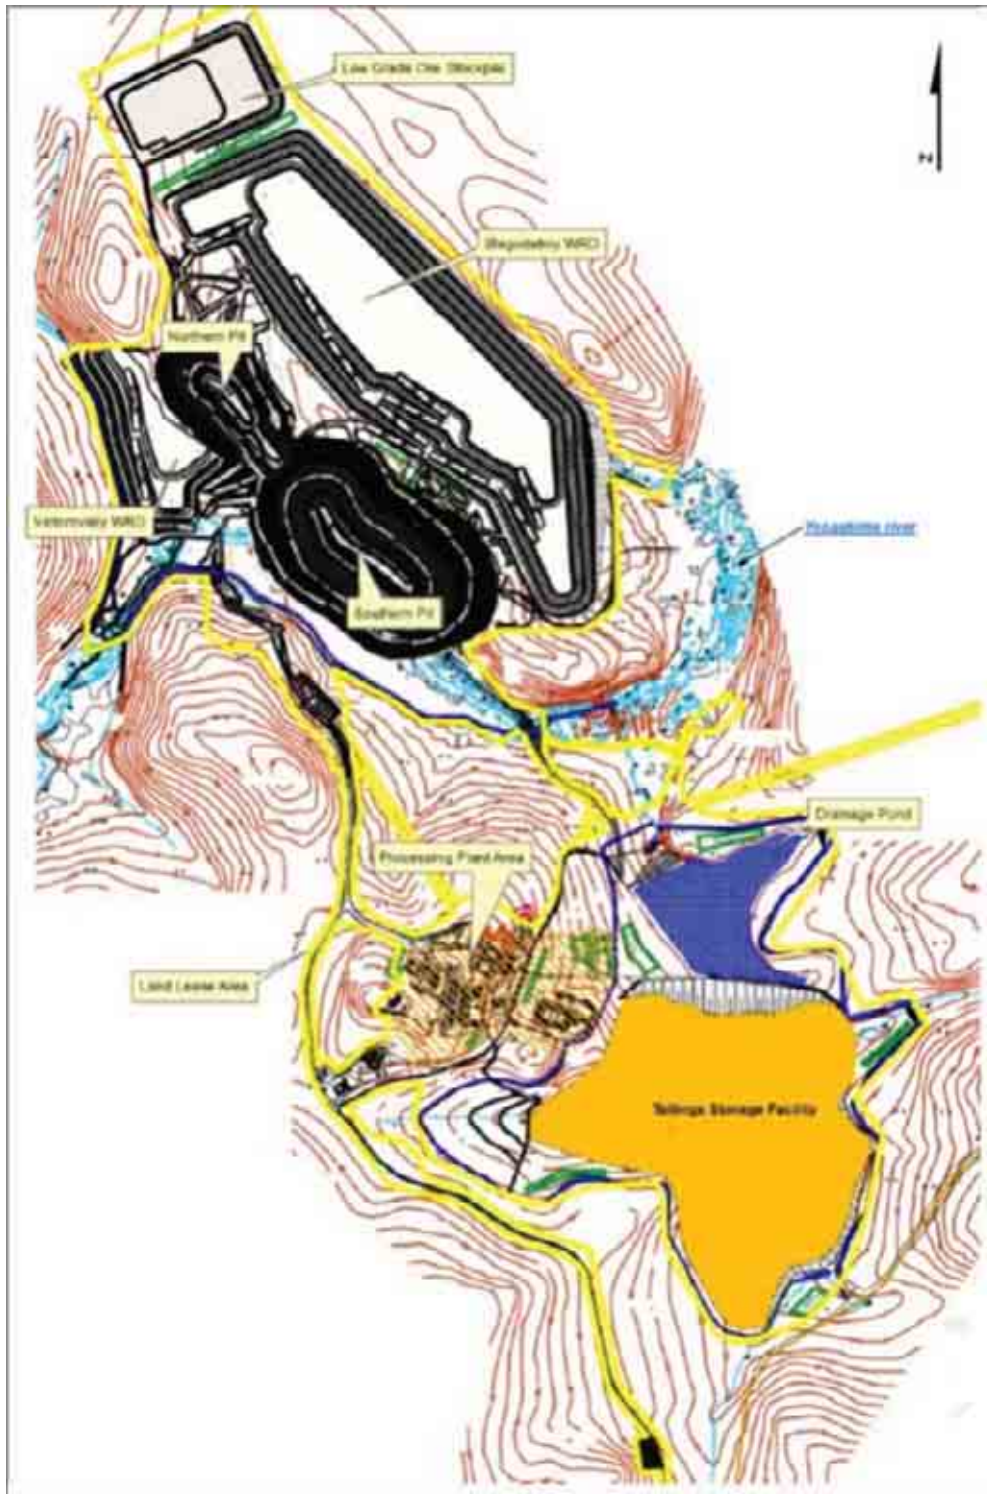 Low Grade Ore Stockpile
N
WRD
Northern Pit
WRD
river
Southern Pit
Drainage Pond
Processing Plant Area
Land Lease Area
Tailings Storage Facility